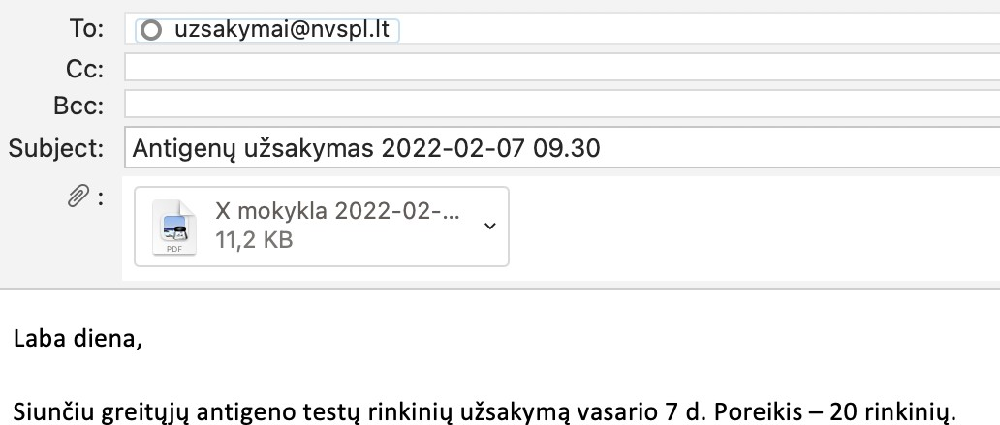 To: uzsakymai@nvspl.lt
Cc:
Bcc:
Subject: Antigenų užsakymas 2022-02-07 09.30
:
X mokykla 2022-02-...
11,2 KB
PDF
Laba diena,
Siunčiu greitųjų antigeno testų rinkinių užsakymą vasario 7 d. Poreikis – 20 rinkinių.